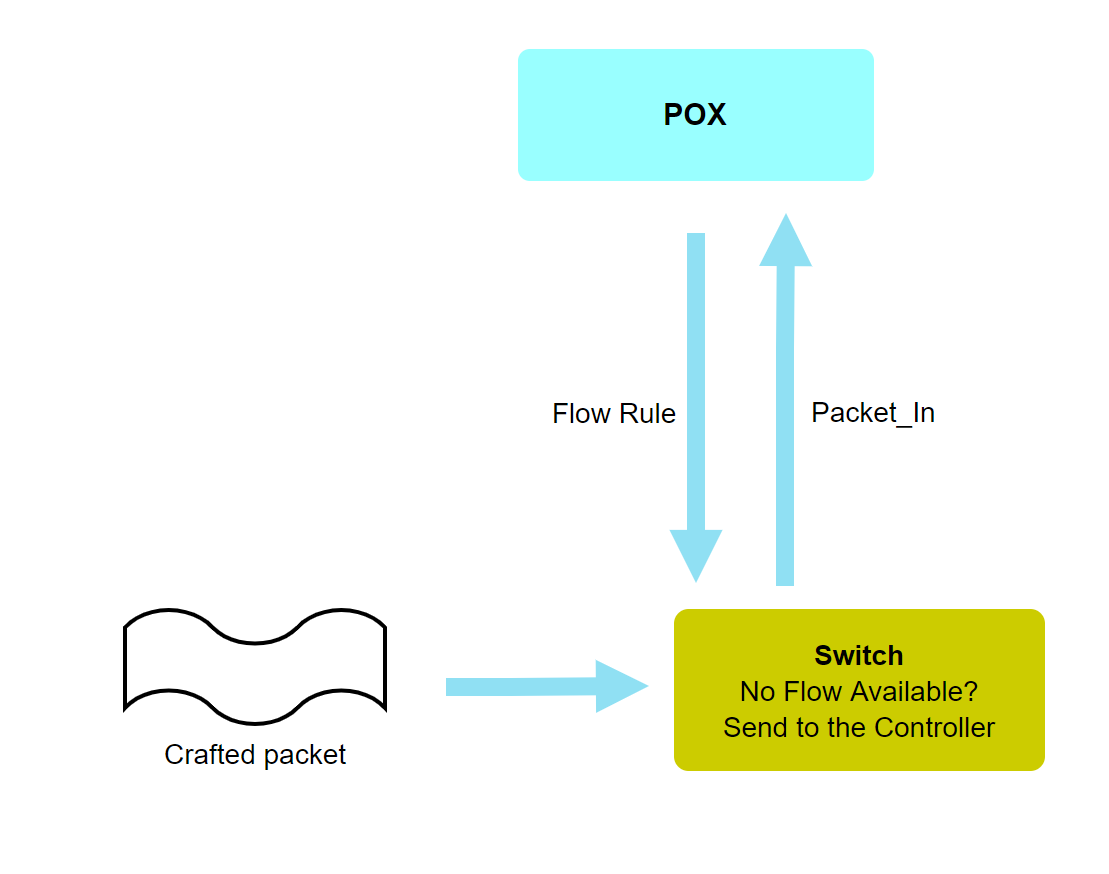 POX
Flow Rule
Packet_In
Switch
No Flow Available?
Send to the Controller
Crafted packet